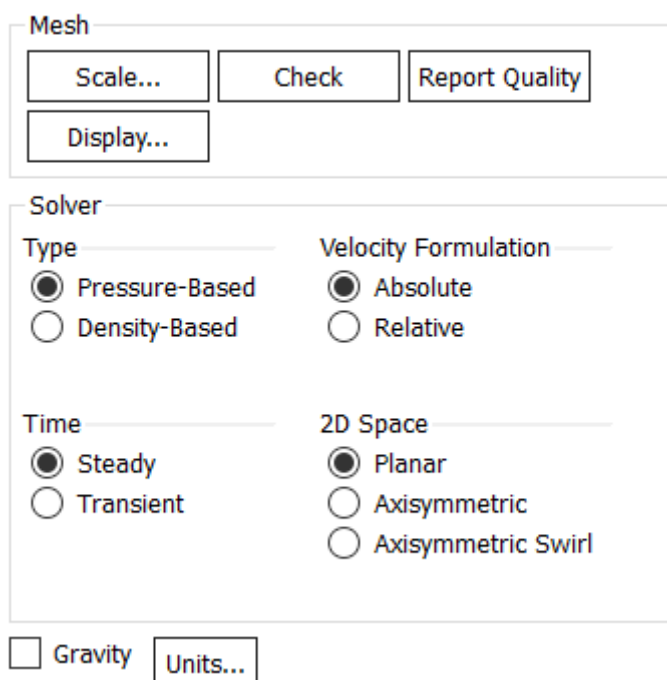 Mesh
Scale... Check Report Quality
Display...
Solver
Type Velocity Formulation
Pressure-Based Absolute
Density-Based Relative
Time 2D Space
Steady Planar
Transient Axisymmetric
Axisymmetric Swirl
Gravity Units...